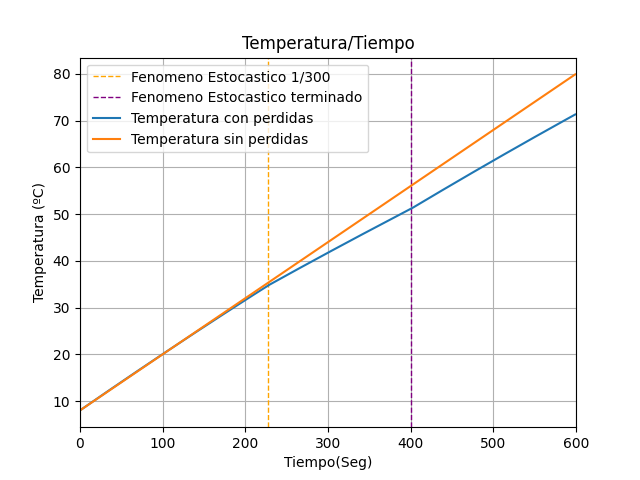 Temperatura/Tiempo
Fenomeno Estocastico 1/300
Fenomeno Estocastico terminado
Temperatura con perdidas
Temperatura sin perdidas
Temperatura (ºC)
80
70
60
50
40
30
20
10
0 100 200 300 400 500 600
Tiempo(Seg)